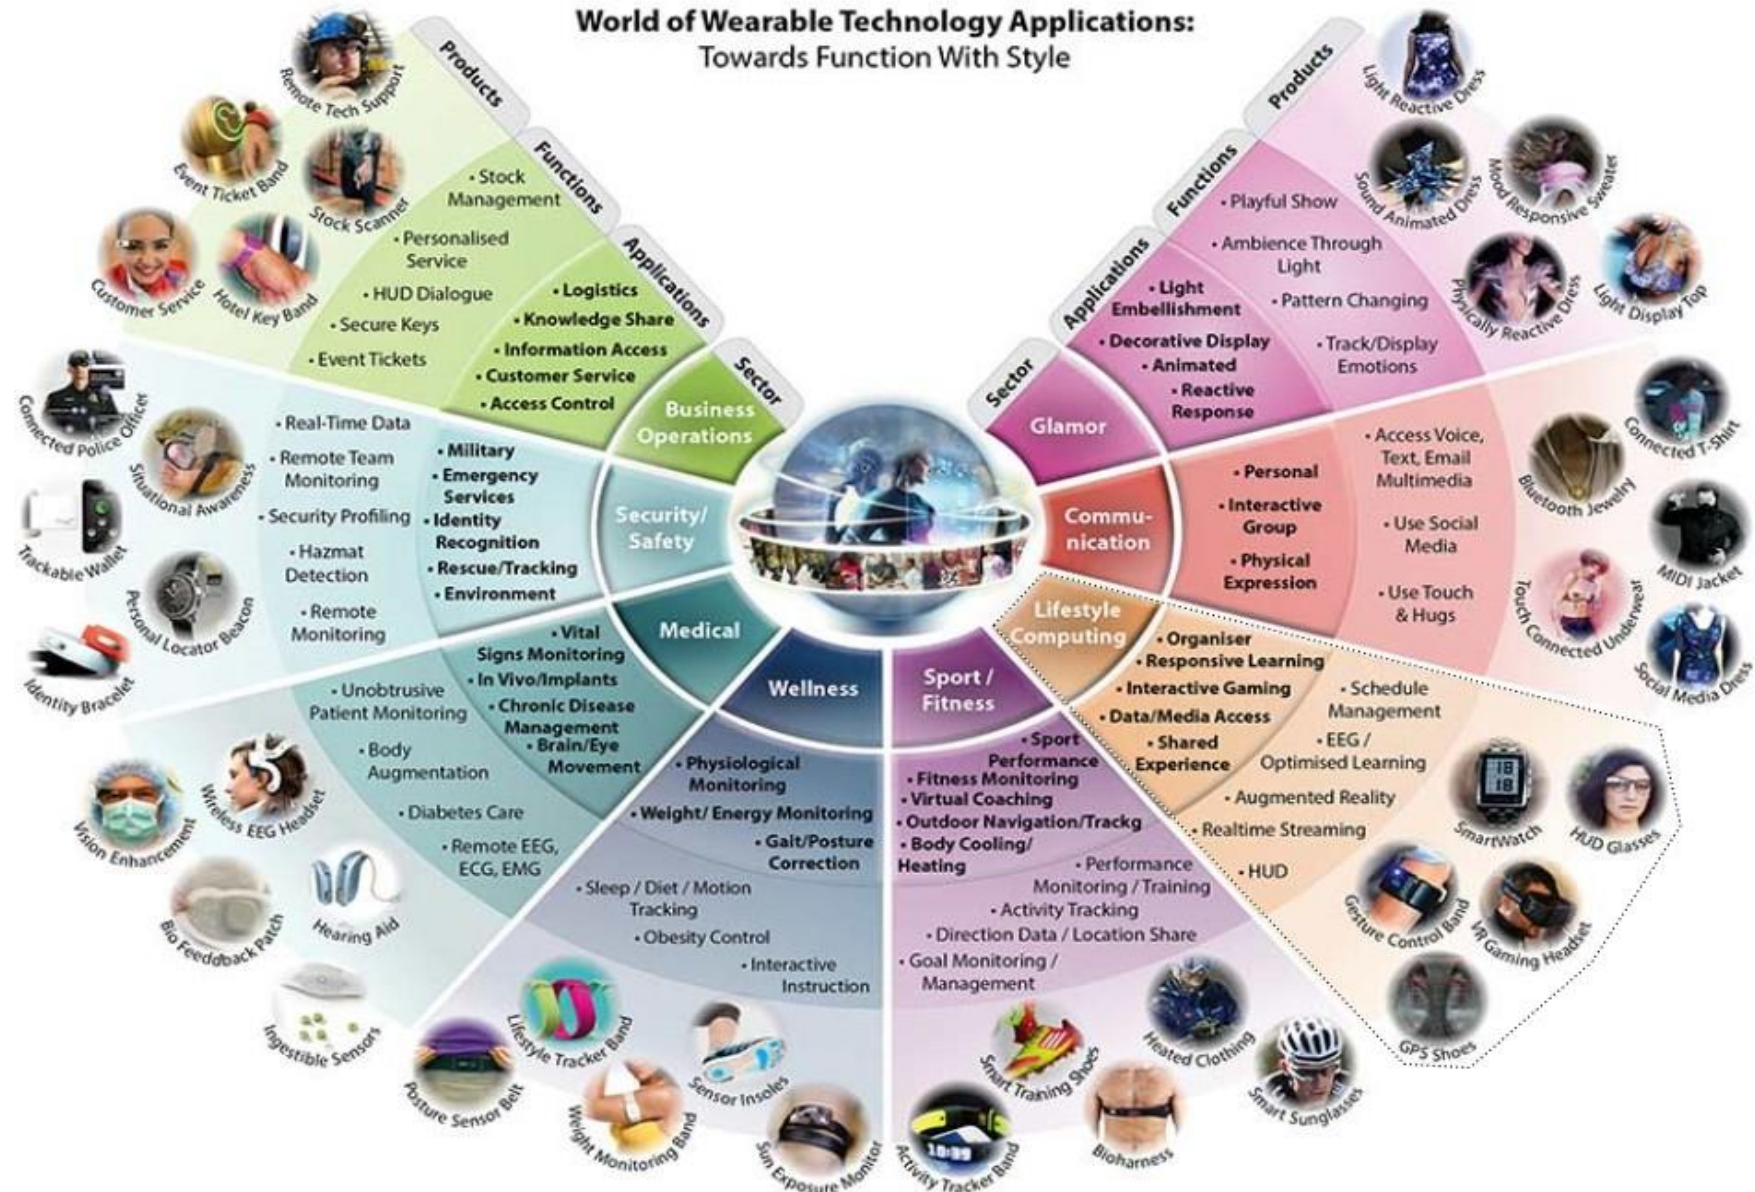 World of Wearable Technology Applications:
Towards Function With Style
Products
Functions
Applications
Sector
Business
Operations
• Logistics
• Knowledge Share
• Information Access
• Customer Service
• Access Control
• Stock
Management
• Personalised
Service
• HUD Dialogue
• Secure Keys
• Event Tickets
Remote Tech Support
Event Ticket Band
Stock Scanner
Customer Service
Hotel Key Band
Security/
Safety
• Military
• Emergency
Services
• Identity
Recognition
• Rescue/Tracking
• Environment
• Real-Time Data
• Remote Team
Monitoring
• Security Profiling
• Hazmat
Detection
• Remote
Monitoring
Connected Police Officer
Situational Awareness
Trackable Wallet
Personal Locator Beacon
Identity Bracelet
Medical
• Vital
Signs Monitoring
• In Vivo/Implants
• Chronic Disease
Management
• Brain/Eye
Movement
• Unobtrusive
Patient Monitoring
• Body
Augmentation
• Diabetes Care
• Remote EEG,
ECG, EMG
Vision Enhancement
Wireless EEG Headset
Bio Feeddback Patch
Hearing Aid
Ingestible Sensors
Wellness
• Physiological
Monitoring
• Weight/ Energy Monitoring
• Gait/Posture
Correction
• Sleep / Diet / Motion
Tracking
• Obesity Control
• Interactive
Instruction
Posture Sensor Belt
Lifestyle Tracker Band
Weight Monitoring Band
Sensor Insoles
Sun Exposure Monitor
Sport /
Fitness
• Sport
Performance
• Fitness Monitoring
• Virtual Coaching
• Outdoor Navigation/Trackg
• Body Cooling/
Heating
• Performance
Monitoring / Training
• Activity Tracking
• Direction Data / Location Share
• Goal Monitoring /
Management
Activity Tracker Band
10:39
Smart Training Shoes
Bioharness
Heated Clothing
Smart Sunglasses
Lifestyle
Computing
• Organiser
• Responsive Learning
• Interactive Gaming
• Data/Media Access
• Shared
Experience
• Schedule
Management
• EEG /
Optimised Learning
• Augmented Reality
• Realtime Streaming
• HUD
18
18
SmartWatch
HUD Glasses
Gesture Control Band
VR Gaming Headset
GPS Shoes
Commu-
nication
• Personal
• Interactive
Group
• Physical
Expression
• Access Voice,
Text, Email
Multimedia
• Use Social
Media
• Use Touch
& Hugs
Connected T-Shirt
Bluetooth Jewelry
MIDI Jacket
Touch Connected Underwear
Social Media Dress
Products
Functions
Applications
Sector
Glamor
• Light
Embellishment
• Decorative Display
• Animated
• Reactive
Response
• Playful Show
• Ambience Through
Light
• Pattern Changing
• Track/Display
Emotions
Light Reactive Dress
Sound Animated Dress
Mood Responsive Sweater
Physically Reactive Dress
Light Display Top